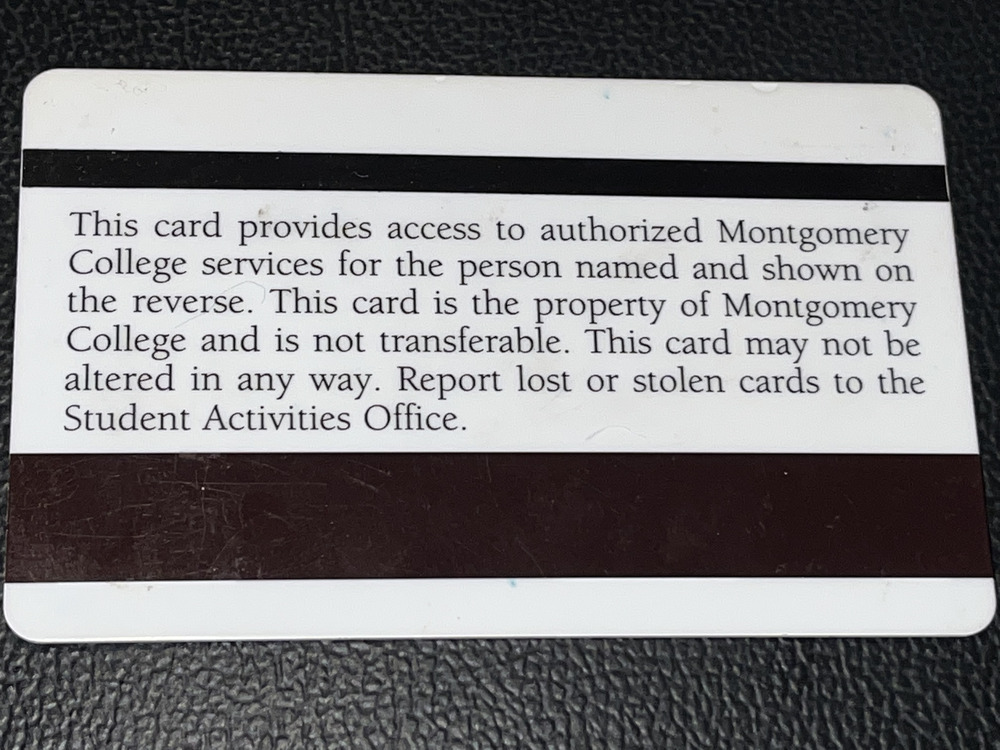 This card provides access to authorized Montgomery
College services for the person named and shown on
the reverse. This card is the property of Montgomery
College and is not transferable. This card may not be
altered in any way. Report lost or stolen cards to the
Student Activities Office.